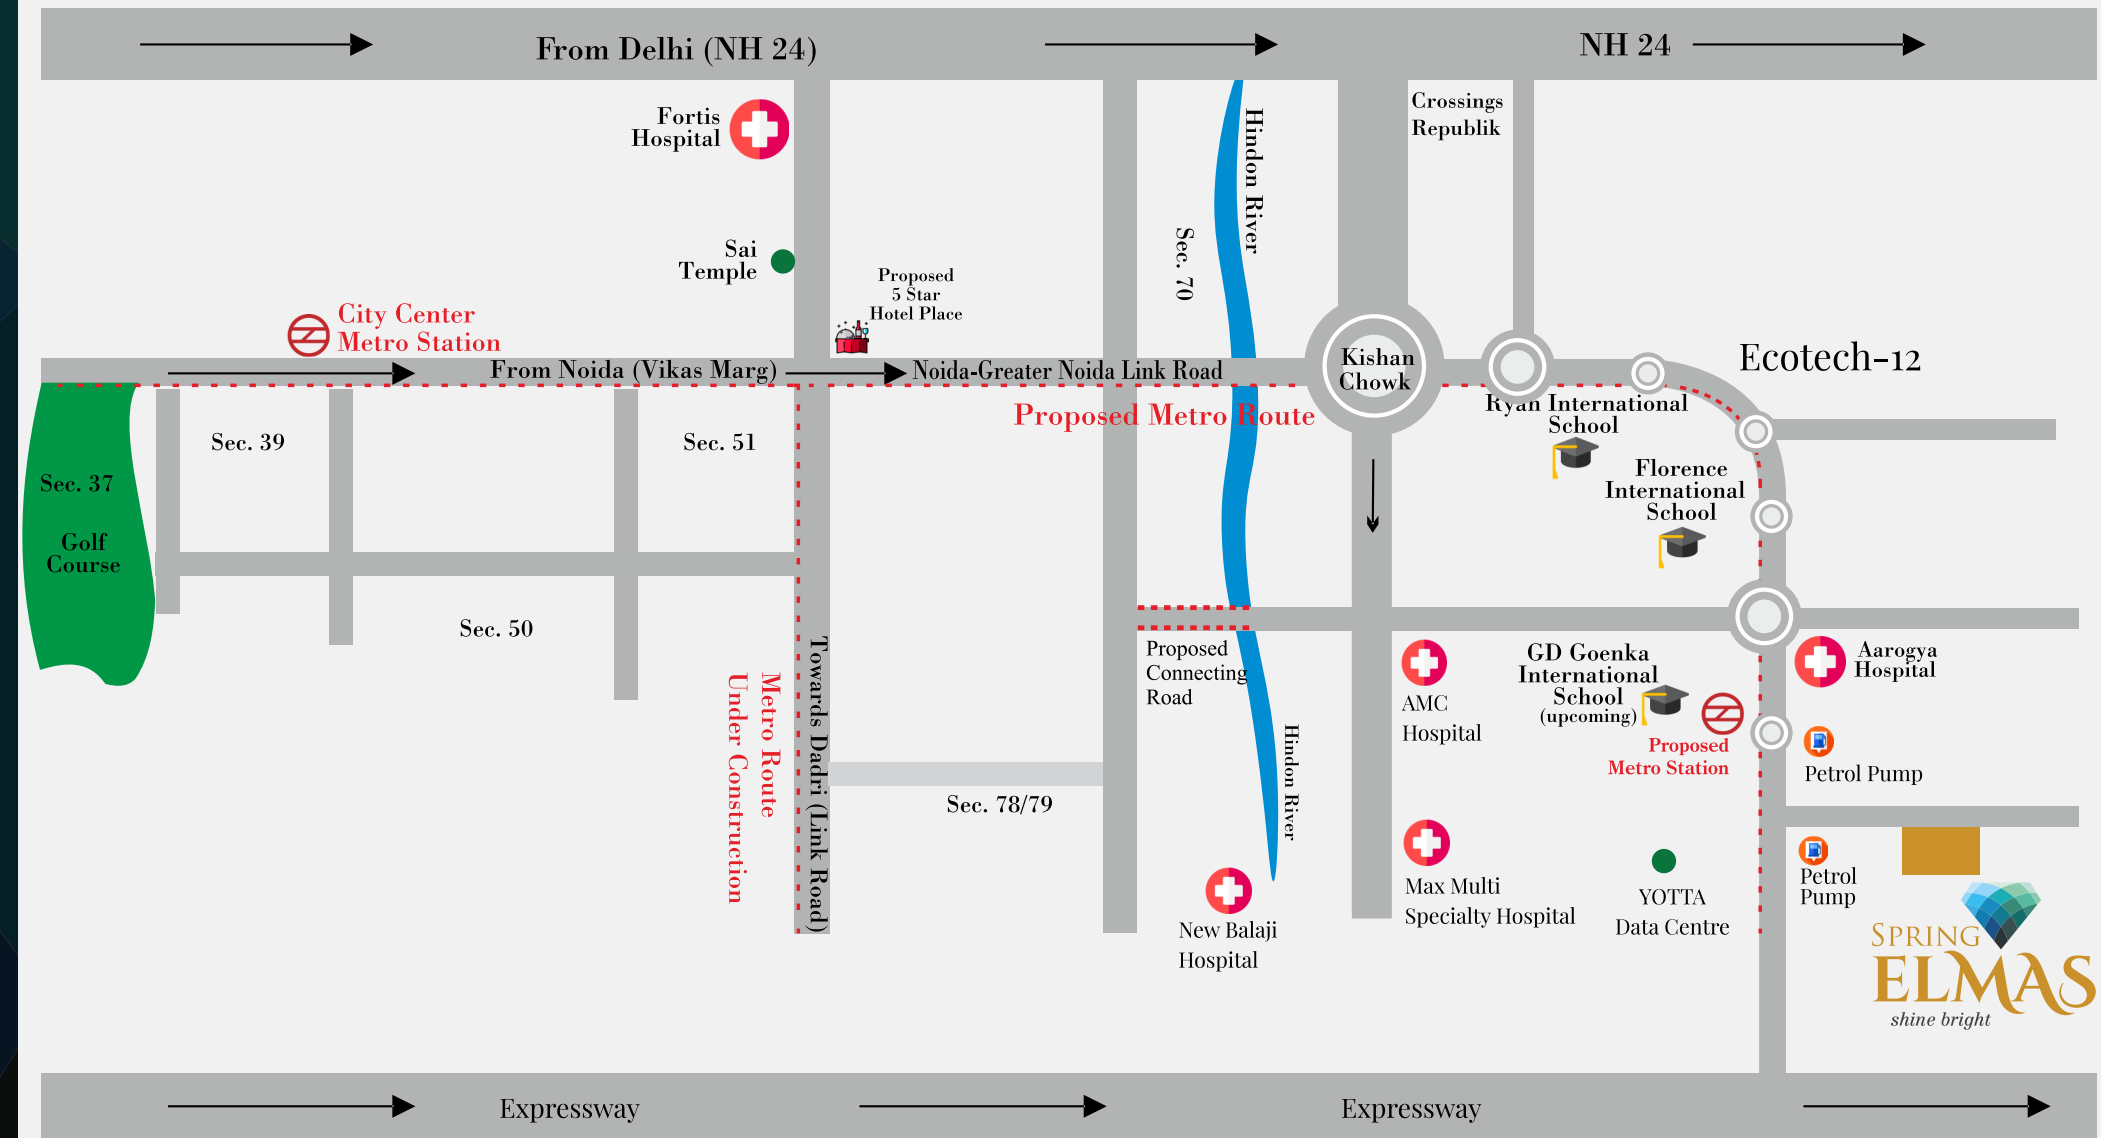 From Delhi (NH 24)
NH 24
Fortis
Hospital
Crossings
Republik
Hindon River
Sec. 70
Sai
Temple
Proposed
5 Star
Hotel Place
City Center
Metro Station
From Noida (Vikas Marg)
Noida-Greater Noida Link Road
Kishan
Chowk
Ecotech-12
Proposed Metro Route
Ryan International
School
Sec. 39
Sec. 51
Sec. 37
Golf
Course
Florence
International
School
Sec. 50
Metro Route
Under Construction
Towards Dadri (Link Road)
Proposed
Connecting
Road
AMC
Hospital
GD Goenka
International
School
(upcoming)
Aarogya
Hospital
Proposed
Metro Station
Petrol Pump
Hindon River
Sec. 78/79
New Balaji
Hospital
Max Multi
Specialty Hospital
YOTTA
Data Centre
Petrol
Pump
SPRING
ELMAS
shine bright
Expressway
Expressway